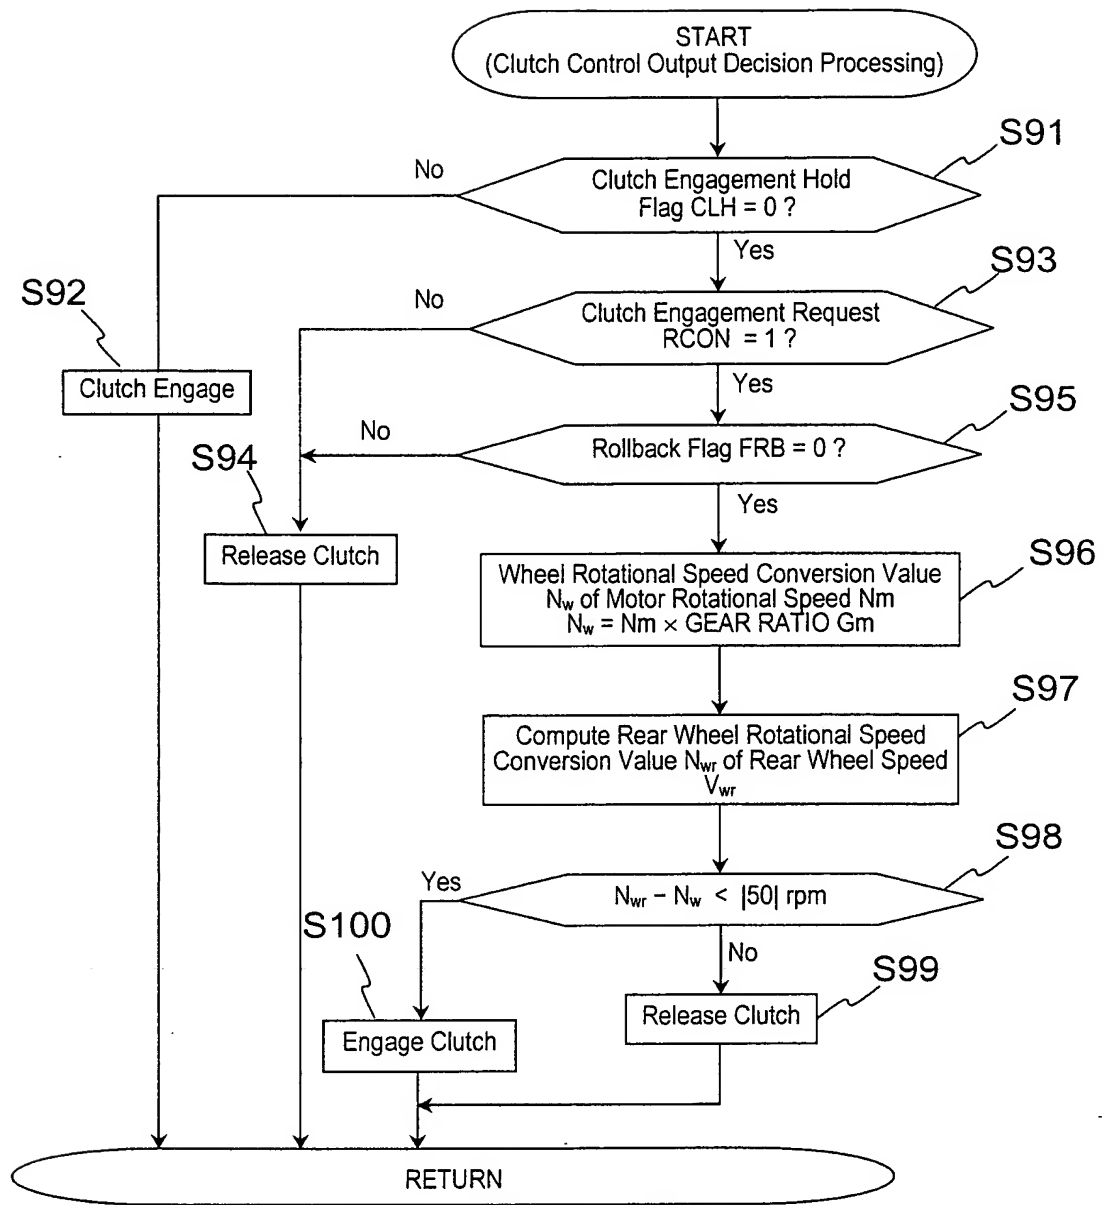 START
(Clutch Control Output Decision Processing)
S91
No
Clutch Engagement Hold
Flag CLH = 0 ?
Yes
S93
S92
No
Clutch Engagement Request
RCON = 1 ?
Clutch Engage
Yes
S95
No
Rollback Flag FRB = 0 ?
S94
Yes
Release Clutch
S96
Wheel Rotational Speed Conversion Value
Nw of Motor Rotational Speed Nm
Nw = Nm × GEAR RATIO Gm
S97
Compute Rear Wheel Rotational Speed
Conversion Value Nwr of Rear Wheel Speed
Vwr
S98
Yes
Nwr − Nw < |50| rpm
S100
No
S99
Release Clutch
Engage Clutch
RETURN